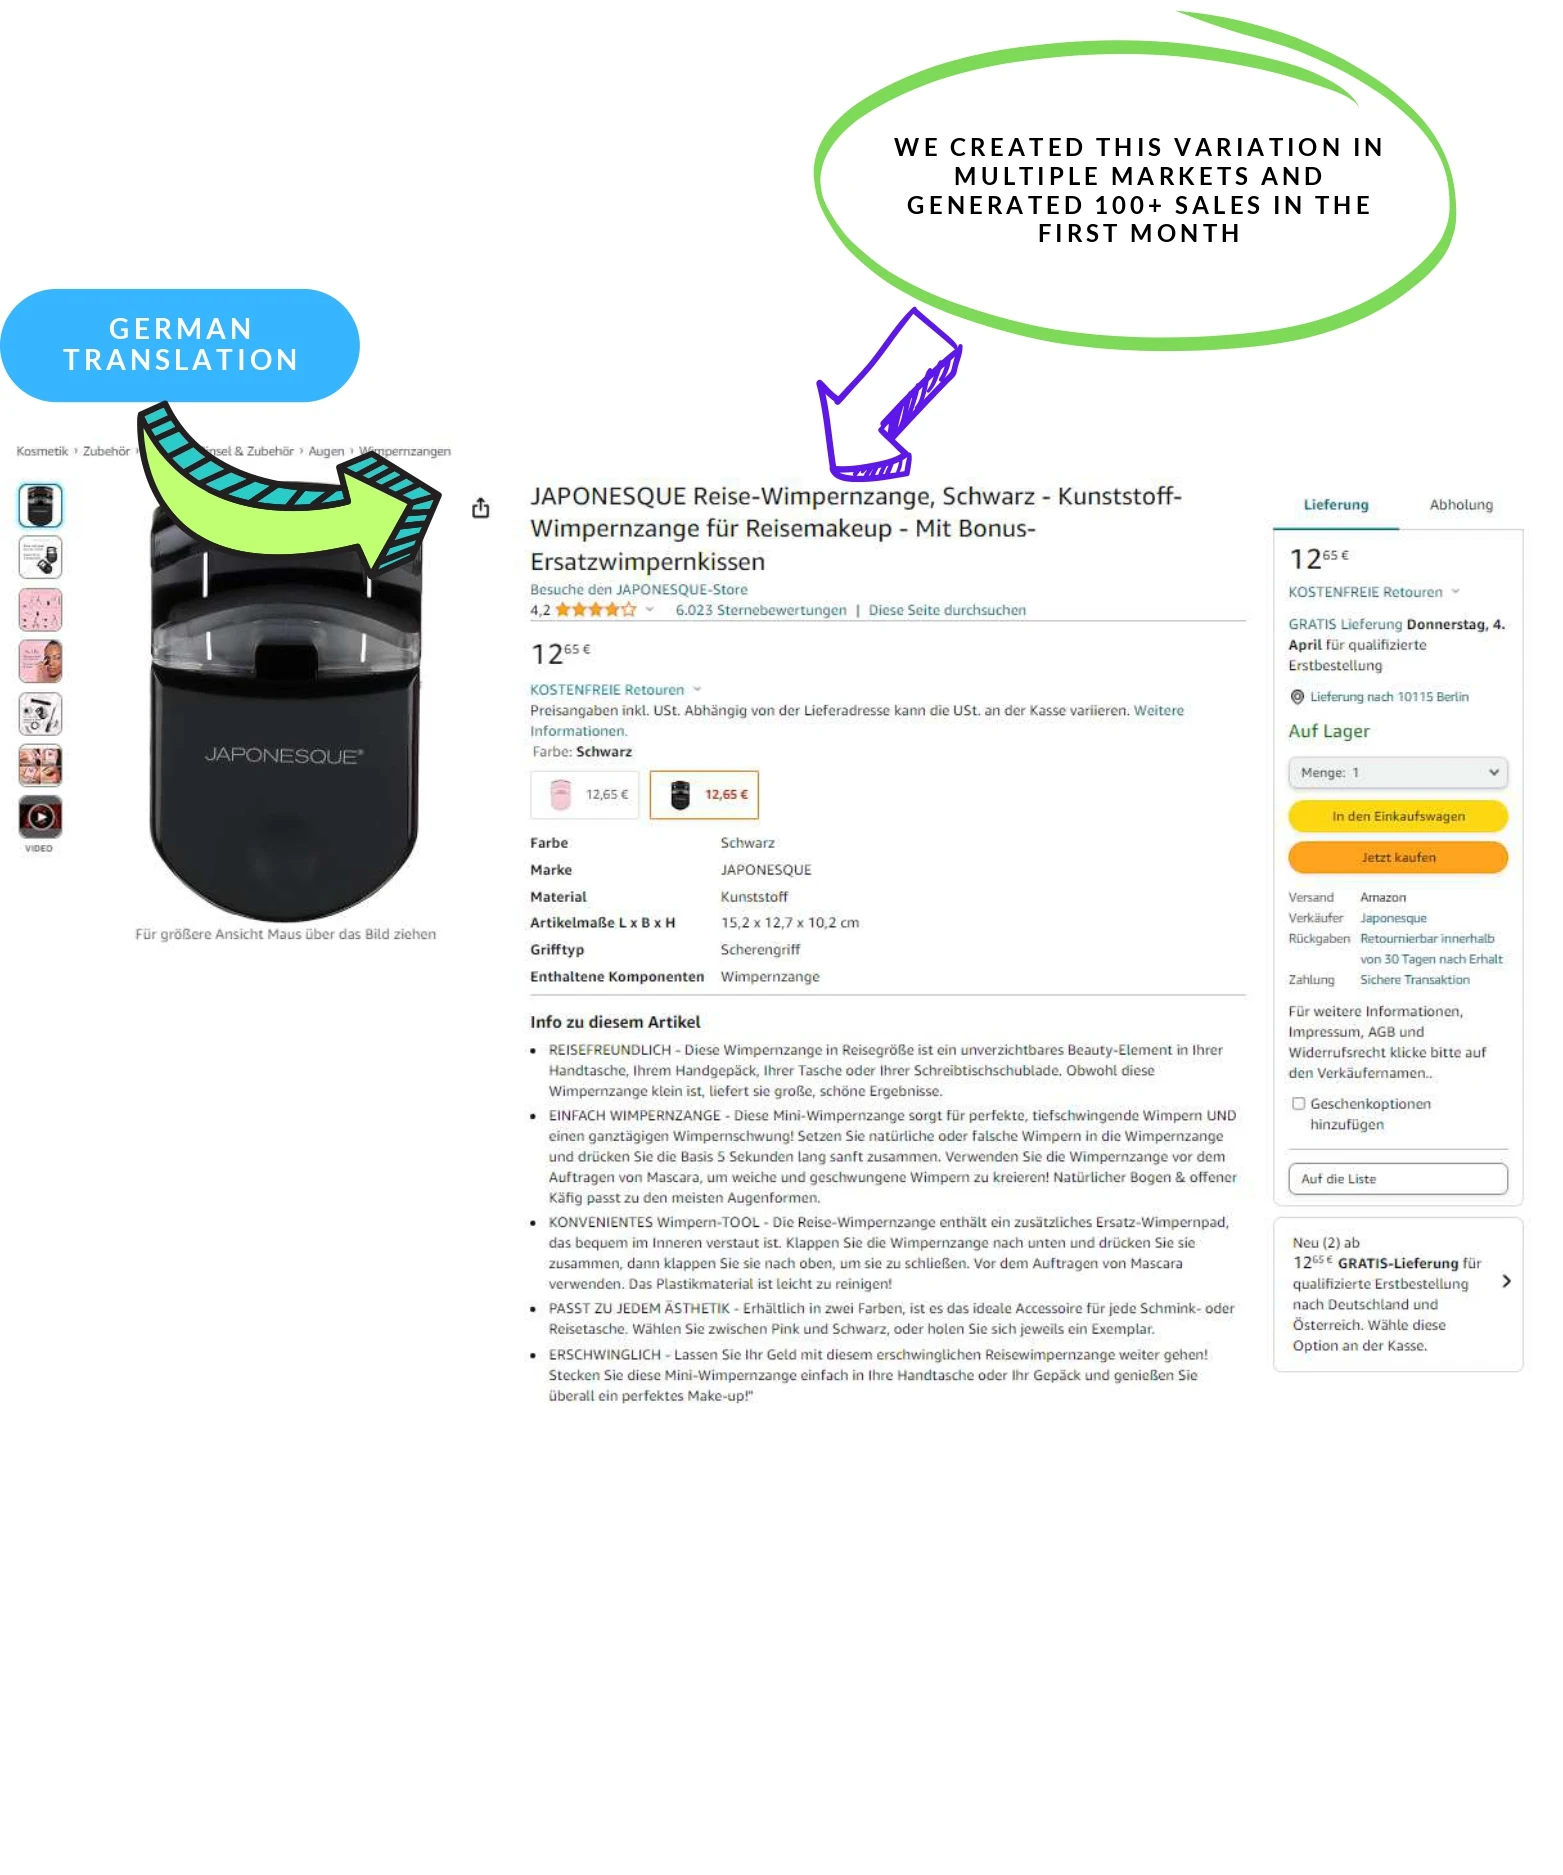 WE CREATED THIS VARIATION IN
MULTIPLE MARKETS AND
GENERATED 100+ SALES IN THE
FIRST MONTH
GERMAN
TRANSLATION
Kosmetik › Zubehör › insel & Zubehör › Augen › Wimpernzangen
JAPONESQUE®
VIDEO
Für größere Ansicht Maus über das Bild ziehen
JAPONESQUE Reise-Wimpernzange, Schwarz - Kunststoff-
Wimpernzange für Reisemakeup - Mit Bonus-
Ersatzwimpernkissen
Besuche den JAPONESQUE-Store
4,2 6.023 Sternebewertungen | Diese Seite durchsuchen
12 65 €
KOSTENFREIE Retouren
Preisangaben inkl. USt. Abhängig von der Lieferadresse kann die USt. an der Kasse variieren. Weitere
Informationen.
Farbe: Schwarz
12,65 € 12,65 €
Farbe Schwarz
Marke JAPONESQUE
Material Kunststoff
Artikelmaße L x B x H 15,2 x 12,7 x 10,2 cm
Grifftyp Scherengriff
Enthaltene Komponenten Wimpernzange
Info zu diesem Artikel
• REISEFREUNDLICH - Diese Wimpernzange in Reisegröße ist ein unverzichtbares Beauty-Element in Ihrer
Handtasche, Ihrem Handgepäck, Ihrer Tasche oder Ihrer Schreibtischschublade. Obwohl diese
Wimpernzange klein ist, liefert sie große, schöne Ergebnisse.
• EINFACH WIMPERNZANGE - Diese Mini-Wimpernzange sorgt für perfekte, tiefschwingende Wimpern UND
einen ganztägigen Wimpernschwung! Setzen Sie natürliche oder falsche Wimpern in die Wimpernzange
und drücken Sie die Basis 5 Sekunden lang sanft zusammen. Verwenden Sie die Wimpernzange vor dem
Auftragen von Mascara, um weiche und geschwungene Wimpern zu kreieren! Natürlicher Bogen & offener
Käfig passt zu den meisten Augenformen.
• KONVENIENTES Wimpern-TOOL - Die Reise-Wimpernzange enthält ein zusätzliches Ersatz-Wimpernpad,
das bequem im Inneren verstaut ist. Klappen Sie die Wimpernzange nach unten und drücken Sie sie
zusammen, dann klappen Sie sie nach oben, um sie zu schließen. Vor dem Auftragen von Mascara
verwenden. Das Plastikmaterial ist leicht zu reinigen!
• PASST ZU JEDEM ÄSTHETIK - Erhältlich in zwei Farben, ist es das ideale Accessoire für jede Schmink- oder
Reisetasche. Wählen Sie zwischen Pink und Schwarz, oder holen Sie sich jeweils ein Exemplar.
• ERSCHWINGLICH - Lassen Sie Ihr Geld mit diesem erschwinglichen Reisewimpernzange weiter gehen!
Stecken Sie diese Mini-Wimpernzange einfach in Ihre Handtasche oder Ihr Gepäck und genießen Sie
überall ein perfektes Make-up!"
Lieferung Abholung
12 65 €
KOSTENFREIE Retouren
GRATIS Lieferung Donnerstag, 4.
April für qualifizierte
Erstbestellung
Lieferung nach 10115 Berlin
Auf Lager
Menge: 1
In den Einkaufswagen
Jetzt kaufen
Versand Amazon
Verkäufer Japonesque
Rückgaben Retournierbar innerhalb
von 30 Tagen nach Erhalt
Zahlung Sichere Transaktion
Für weitere Informationen,
Impressum, AGB und
Widerrufsrecht klicke bitte auf
den Verkäufernamen..
Geschenkoptionen
hinzufügen
Auf die Liste
Neu (2) ab
12 65 € GRATIS-Lieferung für
qualifizierte Erstbestellung
nach Deutschland und
Österreich. Wähle diese
Option an der Kasse.